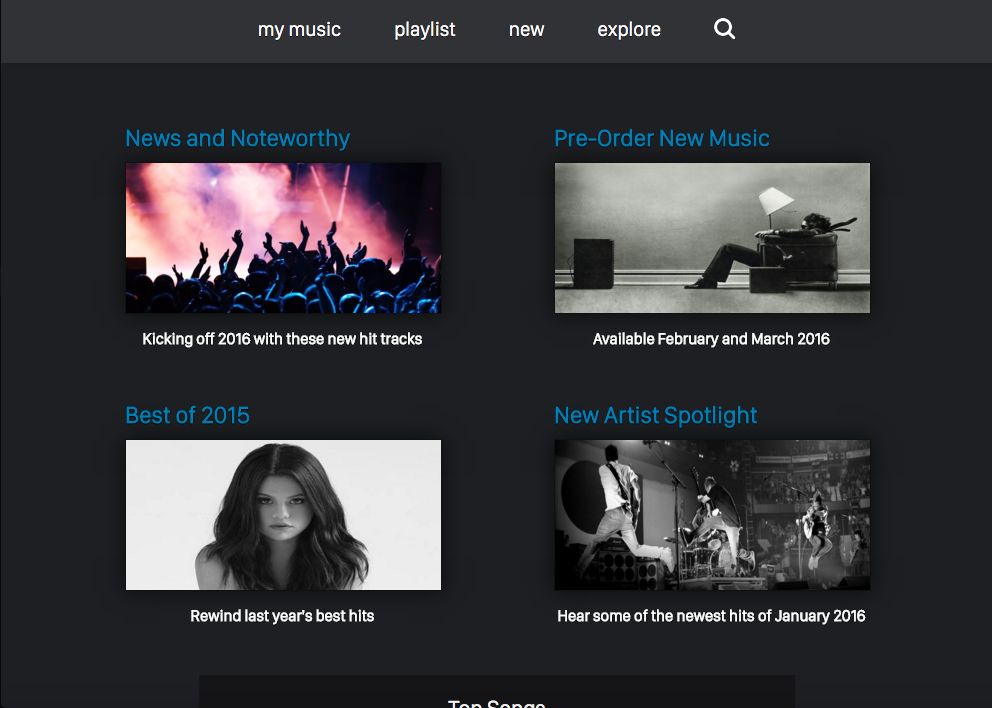 my music playlist new explore
News and Noteworthy
Pre-Order New Music
Kicking off 2016 with these new hit tracks
Available February and March 2016
Best of 2015
New Artist Spotlight
Rewind last year's best hits
Hear some of the newest hits of January 2016
Top Songs